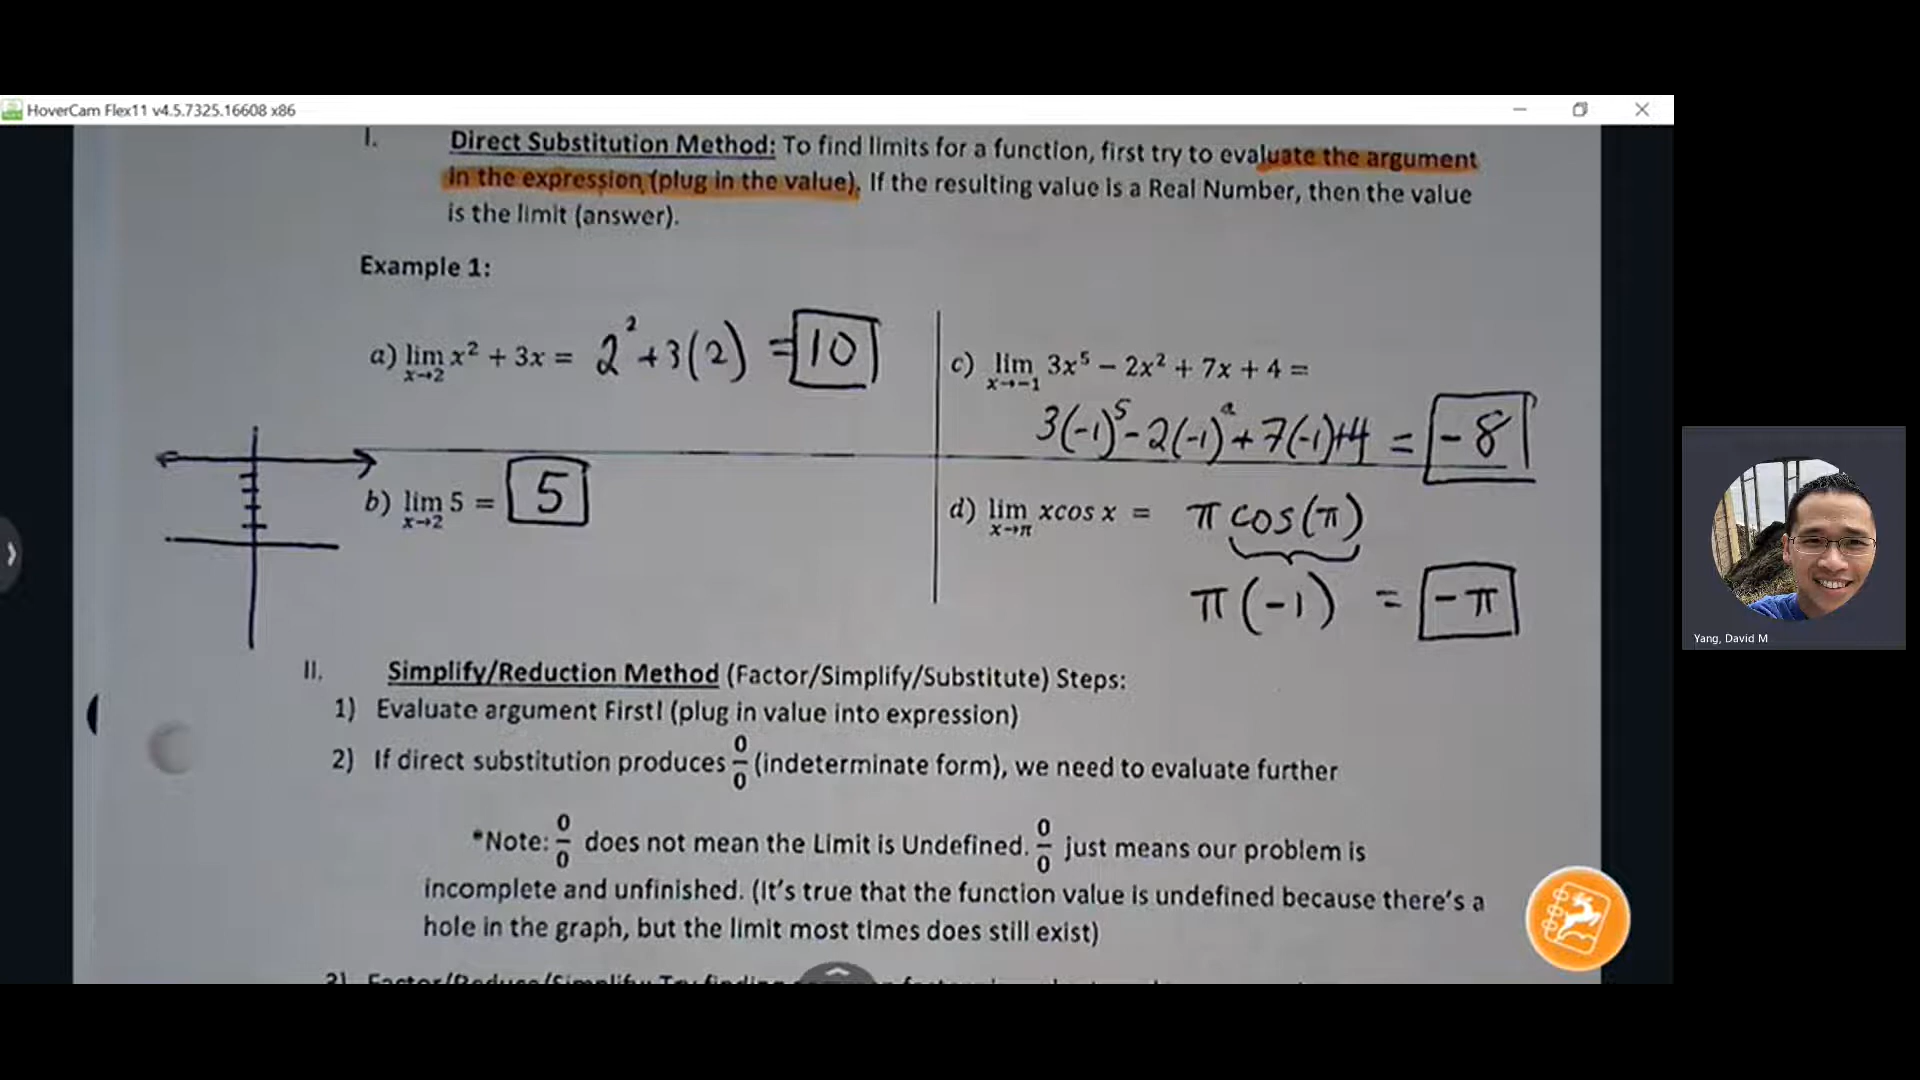 HoverCam Flex11 v4.5.7325.16608 x86
I. Direct Substitution Method: To find limits for a function, first try to evaluate the argument
in the expression (plug in the value). If the resulting value is a Real Number, then the value
is the limit (answer).
Example 1:
a) lim x→2 x² + 3x = 2² + 3(2) = 10
c) lim x→-1 3x⁵ − 2x² + 7x + 4 =
3(-1)⁵ - 2(-1)² + 7(-1)+4 = -8
b) lim x→2 5 = 5
d) lim x→π xcos x = π cos(π)
π(-1) = -π
II. Simplify/Reduction Method (Factor/Simplify/Substitute) Steps:
1) Evaluate argument First! (plug in value into expression)
2) If direct substitution produces 0/0 (indeterminate form), we need to evaluate further
*Note: 0/0 does not mean the Limit is Undefined. 0/0 just means our problem is
incomplete and unfinished. (It's true that the function value is undefined because there's a
hole in the graph, but the limit most times does still exist)
Factor/Reduce/Simplify
Yang, David M